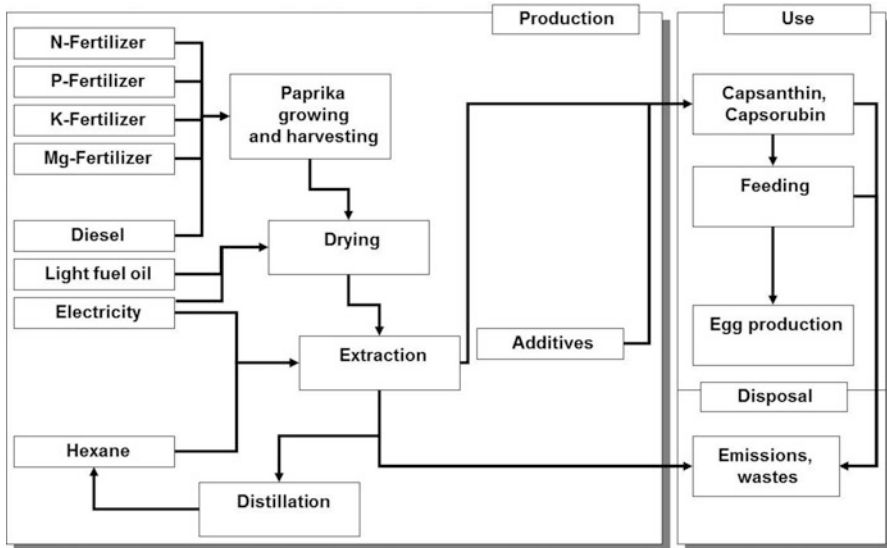 Production
N-Fertilizer
P-Fertilizer
K-Fertilizer
Mg-Fertilizer
Diesel
Light fuel oil
Electricity
Hexane
Paprika
growing
and harvesting
Drying
Extraction
Distillation
Additives
Use
Capsanthin,
Capsorubin
Feeding
Egg production
Disposal
Emissions,
wastes